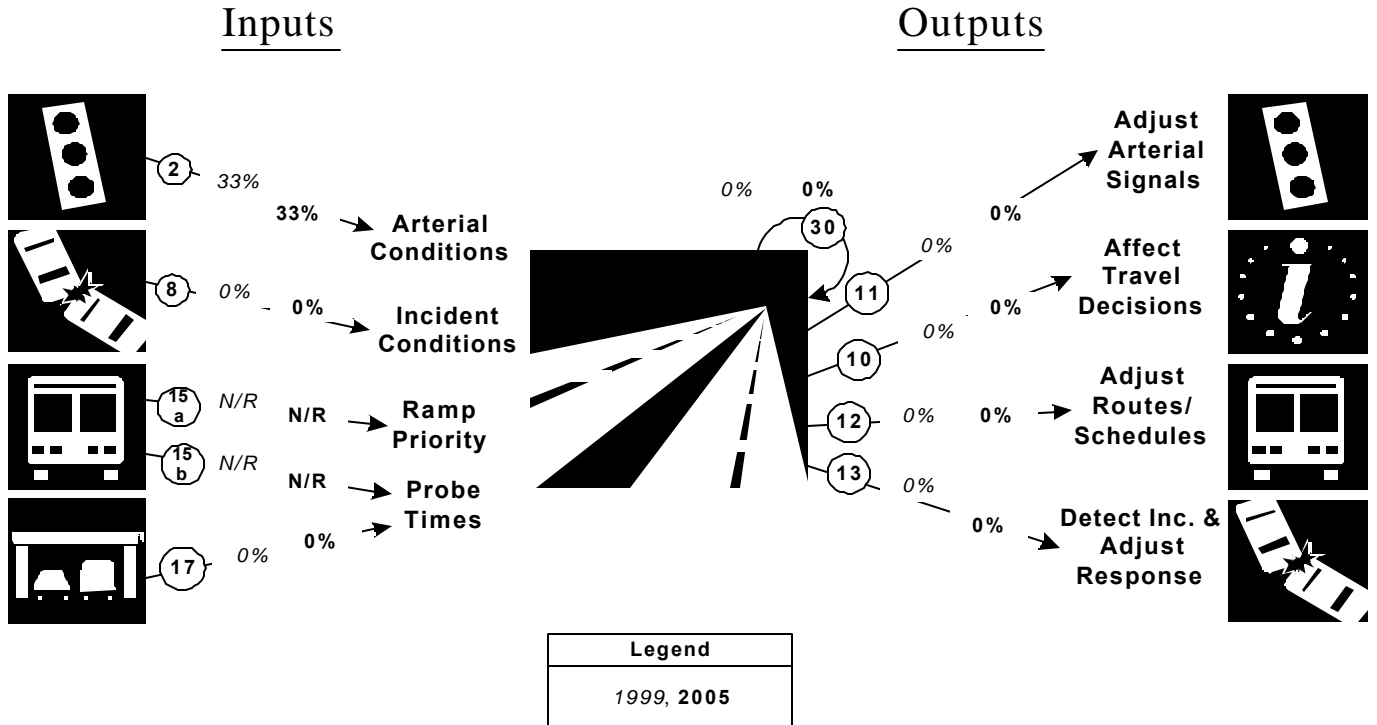 Inputs
Outputs
2
33%
33%
Arterial
Conditions
8
0%
0%
Incident
Conditions
15
a
N/R
N/R
Ramp
Priority
15
b
N/R
N/R
Probe
Times
17
0%
0%
0%
0%
30
11
0%
0%
Adjust
Arterial
Signals
10
0%
0%
Affect
Travel
Decisions
12
0%
0%
Adjust
Routes/
Schedules
13
0%
0%
Detect Inc. &
Adjust
Response
Legend
1999, 2005